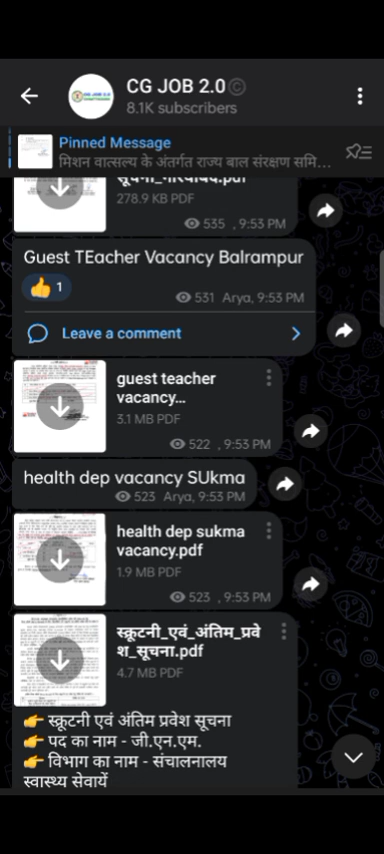 CG JOB 2.0©
8.1K subscribers
Pinned Message
मिशन वात्सल्य के अंतर्गत राज्य बाल संरक्षण समि...
278.9 KB PDF
535 , 9:53 PM
Guest TEacher Vacancy Balrampur
👍 1
531 Arya, 9:53 PM
Leave a comment
guest teacher
vacancy...
3.1 MB PDF
522 , 9:53 PM
health dep vacancy SUkma
523 Arya, 9:53 PM
health dep sukma
vacancy.pdf
1.9 MB PDF
523 , 9:53 PM
स्क्रूटनी_एवं_अंतिम_प्रवे
श_सूचना.pdf
4.7 MB PDF
👉 स्क्रूटनी एवं अंतिम प्रवेश सूचना
👉 पद का नाम - जी.एन.एम.
👉 विभाग का नाम - संचालनालय
स्वास्थ्य सेवायें